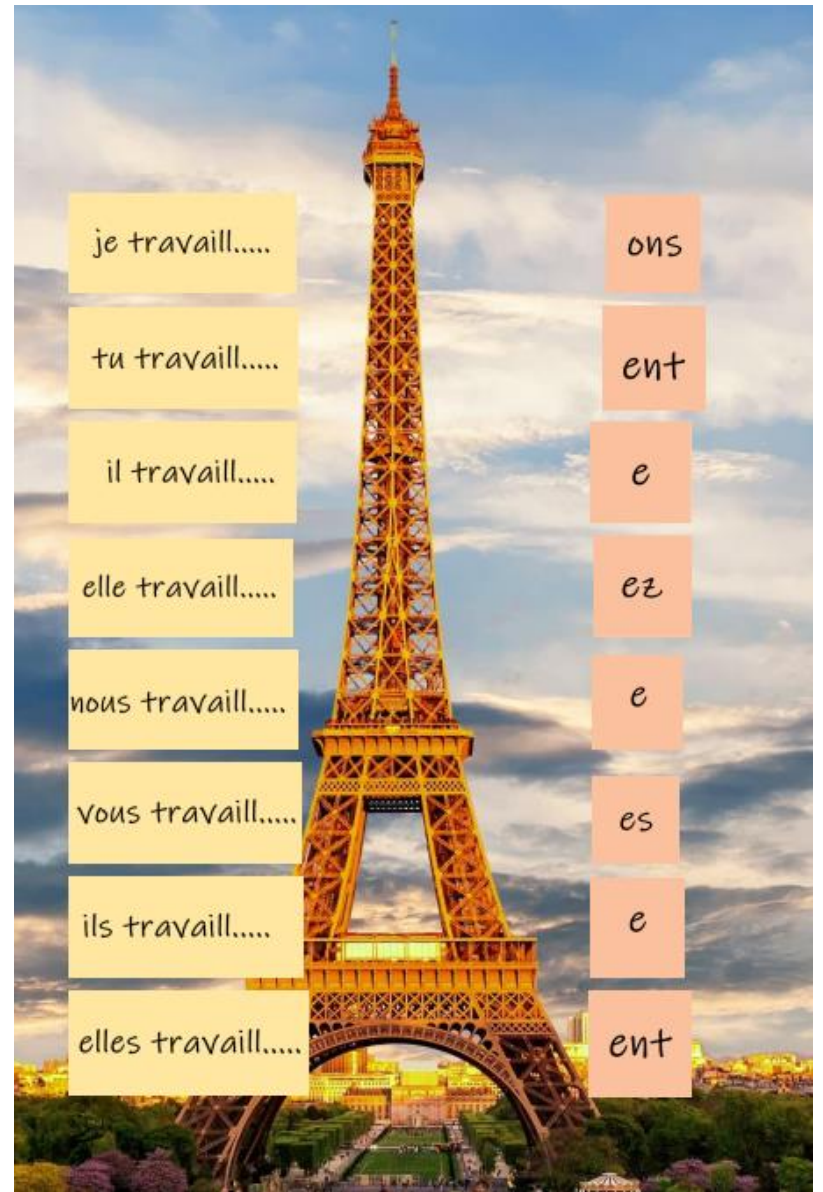 je travaill.....
ons
tu travaill.....
ent
il travaill.....
e
elle travaill.....
ez
nous travaill.....
e
vous travaill.....
es
ils travaill.....
e
elles travaill.....
ent